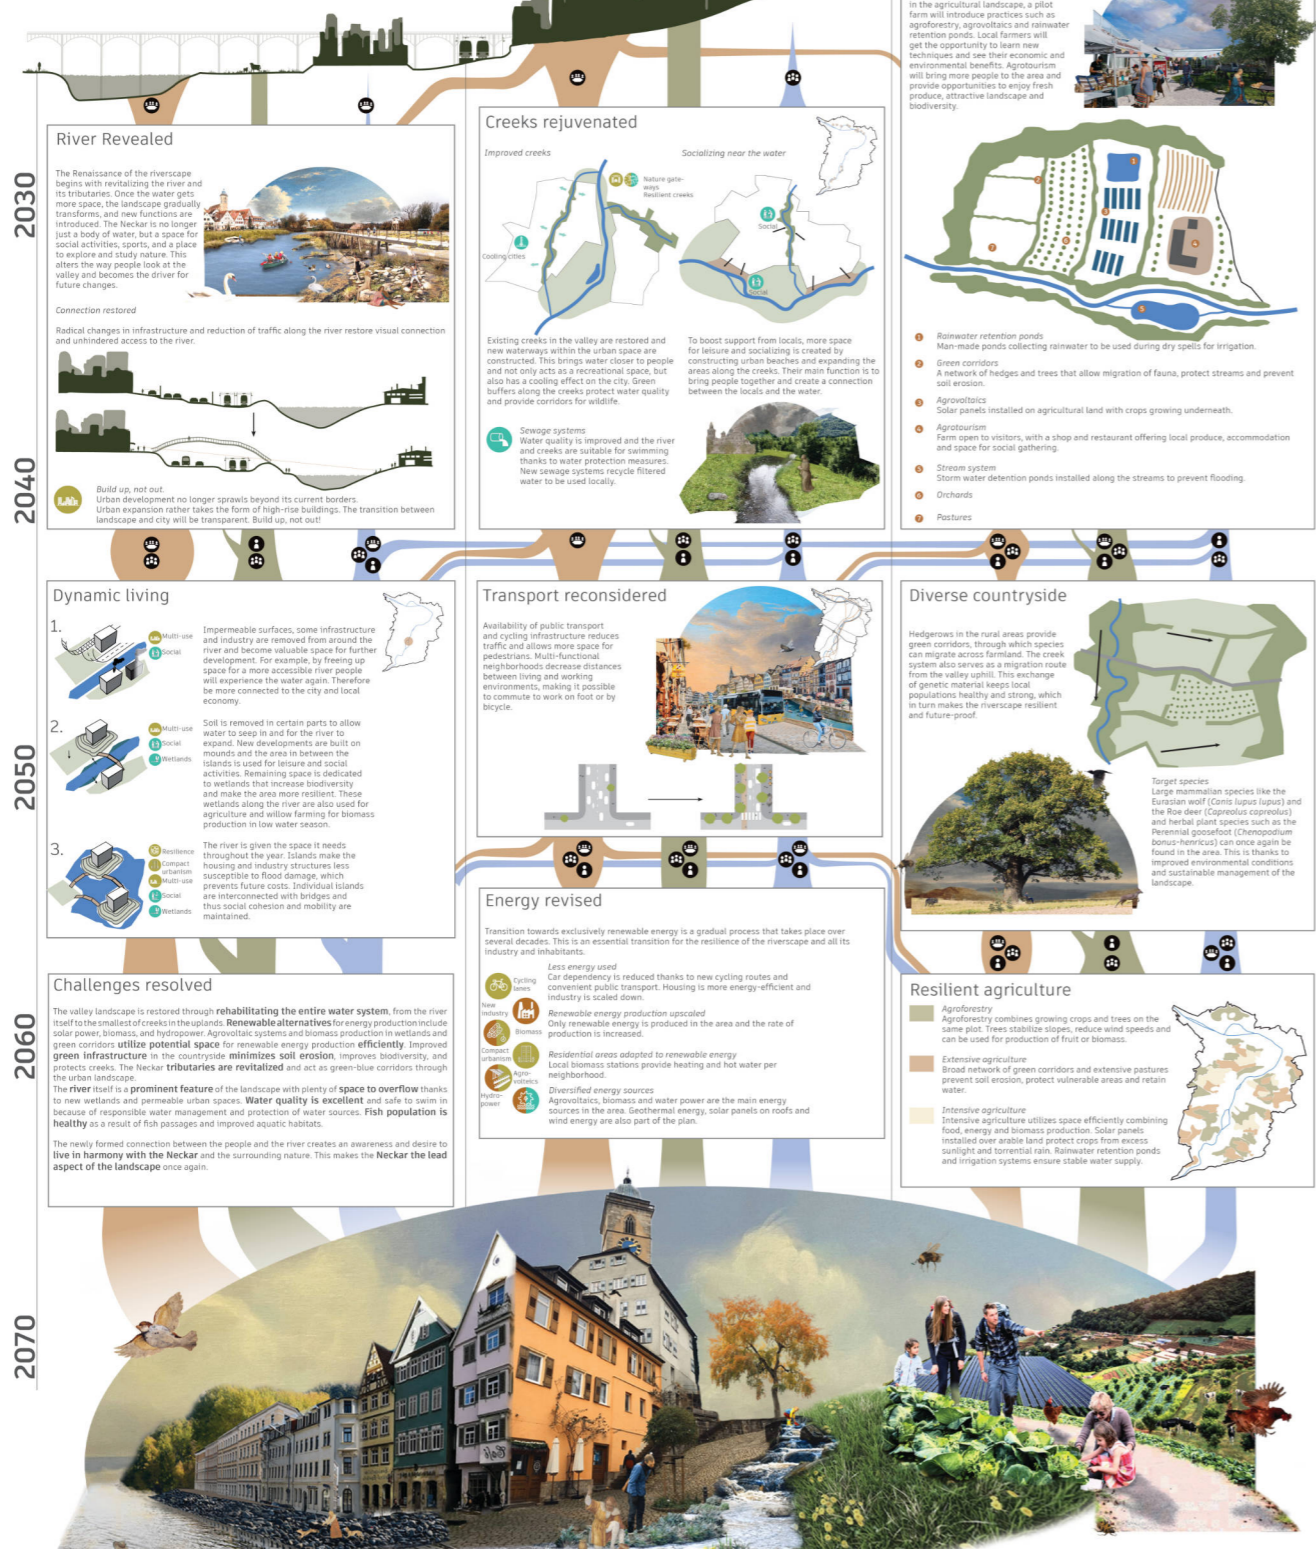 in the agricultural landscape, a pilot
farm will introduce practices such as
agroforestry, agrovoltaics and rainwater
retention ponds. Local farmers will
get the opportunity to learn new
techniques and see their economic and
environmental benefits. Agrotourism
will bring more people to the area and
provide opportunities to enjoy fresh
produce, attractive landscape and
biodiversity.
2030
River Revealed
The Renaissance of the riverscape
begins with revitalizing the river and
its tributaries. Once the water gets
more space, the landscape gradually
transforms, and new functions are
introduced. The Neckar is no longer
just a body of water, but a space for
social activities, sports, and a place
to explore and study nature. This
alters the way people look at the
valley and becomes the driver for
future changes.
Connection restored
Radical changes in infrastructure and reduction of traffic along the river restore visual connection
and unhindered access to the river.
2040
Build up, not out.
Urban development no longer sprawls beyond its current borders.
Urban expansion rather takes the form of high-rise buildings. The transition between
landscape and city will be transparent. Build up, not out!
Creeks rejuvenated
Improved creeks
Socializing near the water
Nature gate-
ways
Resilient creeks
Cooling cities
Social
Social
Existing creeks in the valley are restored and
new waterways within the urban space are
constructed. This brings water closer to people
and not only acts as a recreational space, but
also has a cooling effect on the city. Green
buffers along the creeks protect water quality
and provide corridors for wildlife.
To boost support from locals, more space
for leisure and socializing is created by
constructing urban beaches and expanding the
areas along the creeks. Their main function is to
bring people together and create a connection
between the locals and the water.
Sewage systems
Water quality is improved and the river
and creeks are suitable for swimming
thanks to water protection measures.
New sewage systems recycle filtered
water to be used locally.
1
2
3
4
5
6
7
1 Rainwater retention ponds
Man-made ponds collecting rainwater to be used during dry spells for irrigation.
2 Green corridors
A network of hedges and trees that allow migration of fauna, protect streams and prevent
soil erosion.
3 Agrovoltaics
Solar panels installed on agricultural land with crops growing underneath.
4 Agrotourism
Farm open to visitors, with a shop and restaurant offering local produce, accommodation
and space for social gathering.
5 Stream system
Storm water detention ponds installed along the streams to prevent flooding.
6 Orchards
7 Pastures
2050
Dynamic living
1.
Multi-use
Social
Impermeable surfaces, some infrastructure
and industry are removed from around the
river and become valuable space for further
development. For example, by freeing up
space for a more accessible river people
will experience the water again. Therefore
be more connected to the city and local
economy.
2.
Multi-use
Social
Wetlands
Soil is removed in certain parts to allow
water to seep in and for the river to
expand. New developments are built on
mounds and the area in between the
islands is used for leisure and social
activities. Remaining space is dedicated
to wetlands that increase biodiversity
and make the area more resilient. These
wetlands along the river are also used for
agriculture and willow farming for biomass
production in low water season.
3.
Resilience
Compact
urbanism
Multi-use
Social
Wetlands
The river is given the space it needs
throughout the year. Islands make the
housing and industry structures less
susceptible to flood damage, which
prevents future costs. Individual islands
are interconnected with bridges and
thus social cohesion and mobility are
maintained.
Transport reconsidered
Availability of public transport
and cycling infrastructure reduces
traffic and allows more space for
pedestrians. Multi-functional
neighborhoods decrease distances
between living and working
environments, making it possible
to commute to work on foot or by
bicycle.
Diverse countryside
Hedgerows in the rural areas provide
green corridors, through which species
can migrate across farmland. The creek
system also serves as a migration route
from the valley uphill. This exchange
of genetic material keeps local
populations healthy and strong, which
in turn makes the riverscape resilient
and future-proof.
Target species
Large mammalian species like the
Eurasian wolf (Canis lupus lupus) and
the Roe deer (Capreolus capreolus)
and herbal plant species such as the
Perennial goosefoot (Chenopodium
bonus-henricus) can once again be
found in the area. This is thanks to
improved environmental conditions
and sustainable management of the
landscape.
2060
Challenges resolved
The valley landscape is restored through rehabilitating the entire water system, from the river
itself to the smallest of creeks in the uplands. Renewable alternatives for energy production include
solar power, biomass, and hydropower. Agrovoltaic systems and biomass production in wetlands and
green corridors utilize potential space for renewable energy production efficiently. Improved
green infrastructure in the countryside minimizes soil erosion, improves biodiversity, and
protects creeks. The Neckar tributaries are revitalized and act as green-blue corridors through
the urban landscape.
The river itself is a prominent feature of the landscape with plenty of space to overflow thanks
to new wetlands and permeable urban spaces. Water quality is excellent and safe to swim in
because of responsible water management and protection of water sources. Fish population is
healthy as a result of fish passages and improved aquatic habitats.
The newly formed connection between the people and the river creates an awareness and desire to
live in harmony with the Neckar and the surrounding nature. This makes the Neckar the lead
aspect of the landscape once again.
Energy revised
Transition towards exclusively renewable energy is a gradual process that takes place over
several decades. This is an essential transition for the resilience of the riverscape and all its
industry and inhabitants.
Cycling
lanes
New
industry
Biomass
Compact
urbanism
Agro-
voltaics
Hydro-
power
Less energy used
Car dependency is reduced thanks to new cycling routes and
convenient public transport. Housing is more energy-efficient and
industry is scaled down.
Renewable energy production upscaled
Only renewable energy is produced in the area and the rate of
production is increased.
Residential areas adapted to renewable energy
Local biomass stations provide heating and hot water per
neighborhood.
Diversified energy sources
Agrovoltaics, biomass and water power are the main energy
sources in the area. Geothermal energy, solar panels on roofs and
wind energy are also part of the plan.
Resilient agriculture
Agroforestry
Agroforestry combines growing crops and trees on the
same plot. Trees stabilize slopes, reduce wind speeds and
can be used for production of fruit or biomass.
Extensive agriculture
Broad network of green corridors and extensive pastures
prevent soil erosion, protect vulnerable areas and retain
water.
Intensive agriculture
Intensive agriculture utilizes space efficiently combining
food, energy and biomass production. Solar panels
installed over arable land protect crops from excess
sunlight and torrential rain. Rainwater retention ponds
and irrigation systems ensure stable water supply.
2070